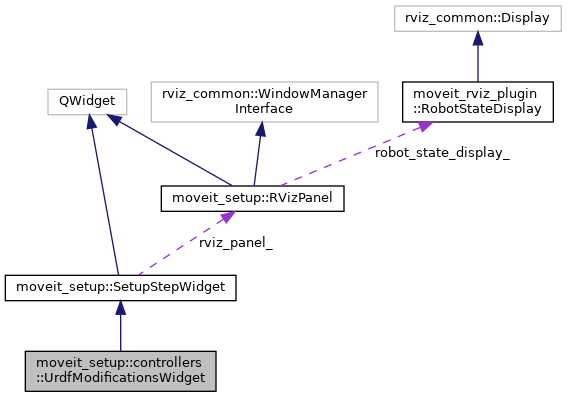 rviz_common::Display
QWidget
rviz_common::WindowManager
Interface
moveit_rviz_plugin
::RobotStateDisplay
robot_state_display_
moveit_setup::RVizPanel
rviz_panel_
moveit_setup::SetupStepWidget
moveit_setup::controllers
::UrdfModificationsWidget